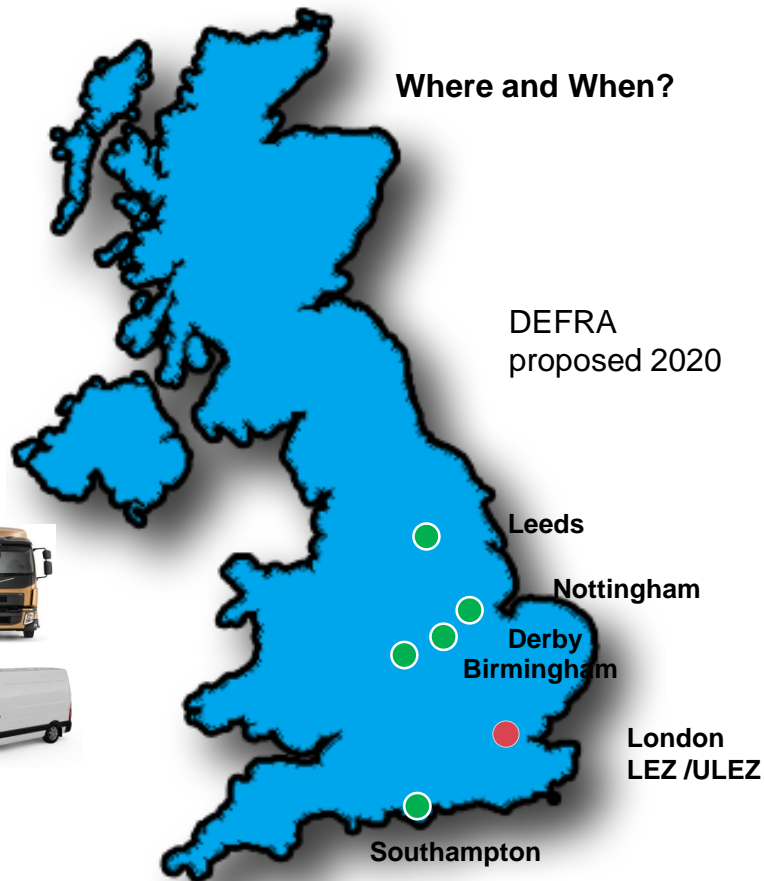 Where and When?
DEFRA
proposed 2020
Leeds
Nottingham
Derby
Birmingham
London
LEZ /ULEZ
Southampton